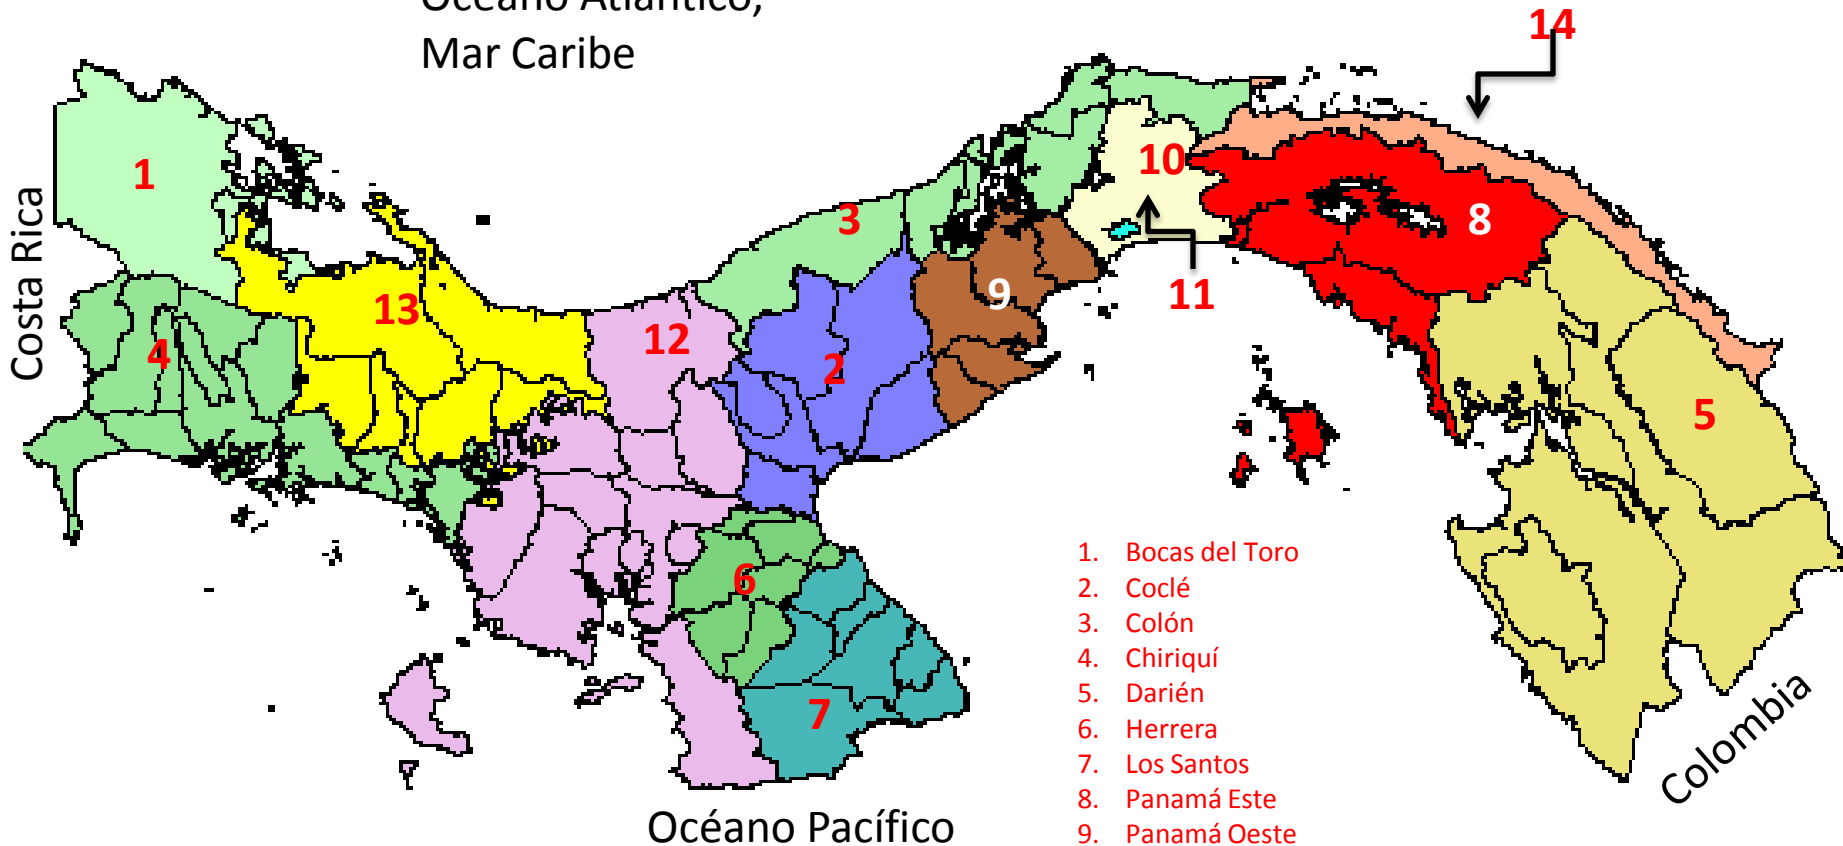 Océano Atlántico,
Mar Caribe
14
1
10
Costa Rica
3
8
13
9
11
12
4
2
5
6
7
1. Bocas del Toro
2. Coclé
3. Colón
4. Chiriquí
5. Darién
6. Herrera
7. Los Santos
8. Panamá Este
9. Panamá Oeste
Colombia
Océano Pacífico